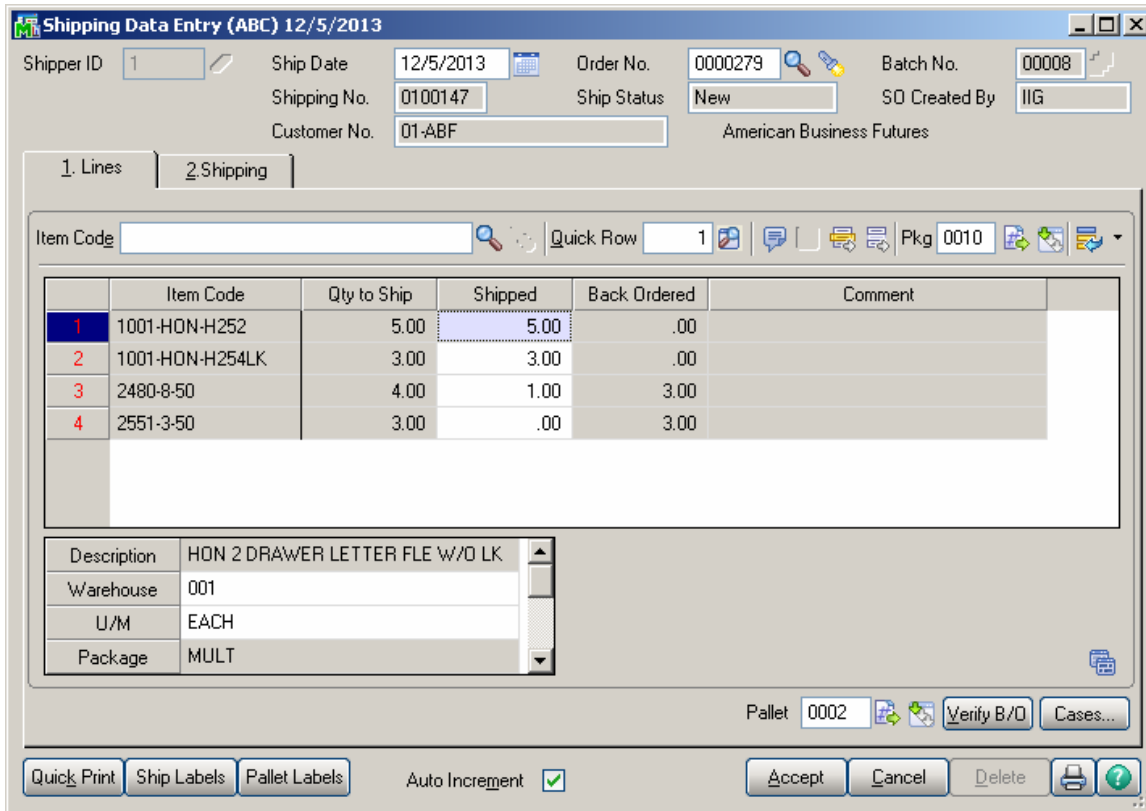 Shipping Data Entry (ABC) 12/5/2013
Shipper ID 1 Ship Date 12/5/2013 Order No. 0000279 Batch No. 00008
Shipping No. 0100147 Ship Status New SO Created By IIG
Customer No. 01-ABF American Business Futures
1. Lines 2.Shipping
Item Code Quick Row 1 Pkg 0010
Item Code Qty to Ship Shipped Back Ordered Comment
1 1001-HON-H252 5.00 5.00 .00
2 1001-HON-H254LK 3.00 3.00 .00
3 2480-8-50 4.00 1.00 3.00
4 2551-3-50 3.00 .00 3.00
Description HON 2 DRAWER LETTER FLE W/O LK
Warehouse 001
U/M EACH
Package MULT
Pallet 0002 Verify B/O Cases...
Quick Print Ship Labels Pallet Labels Auto Increment Accept Cancel Delete